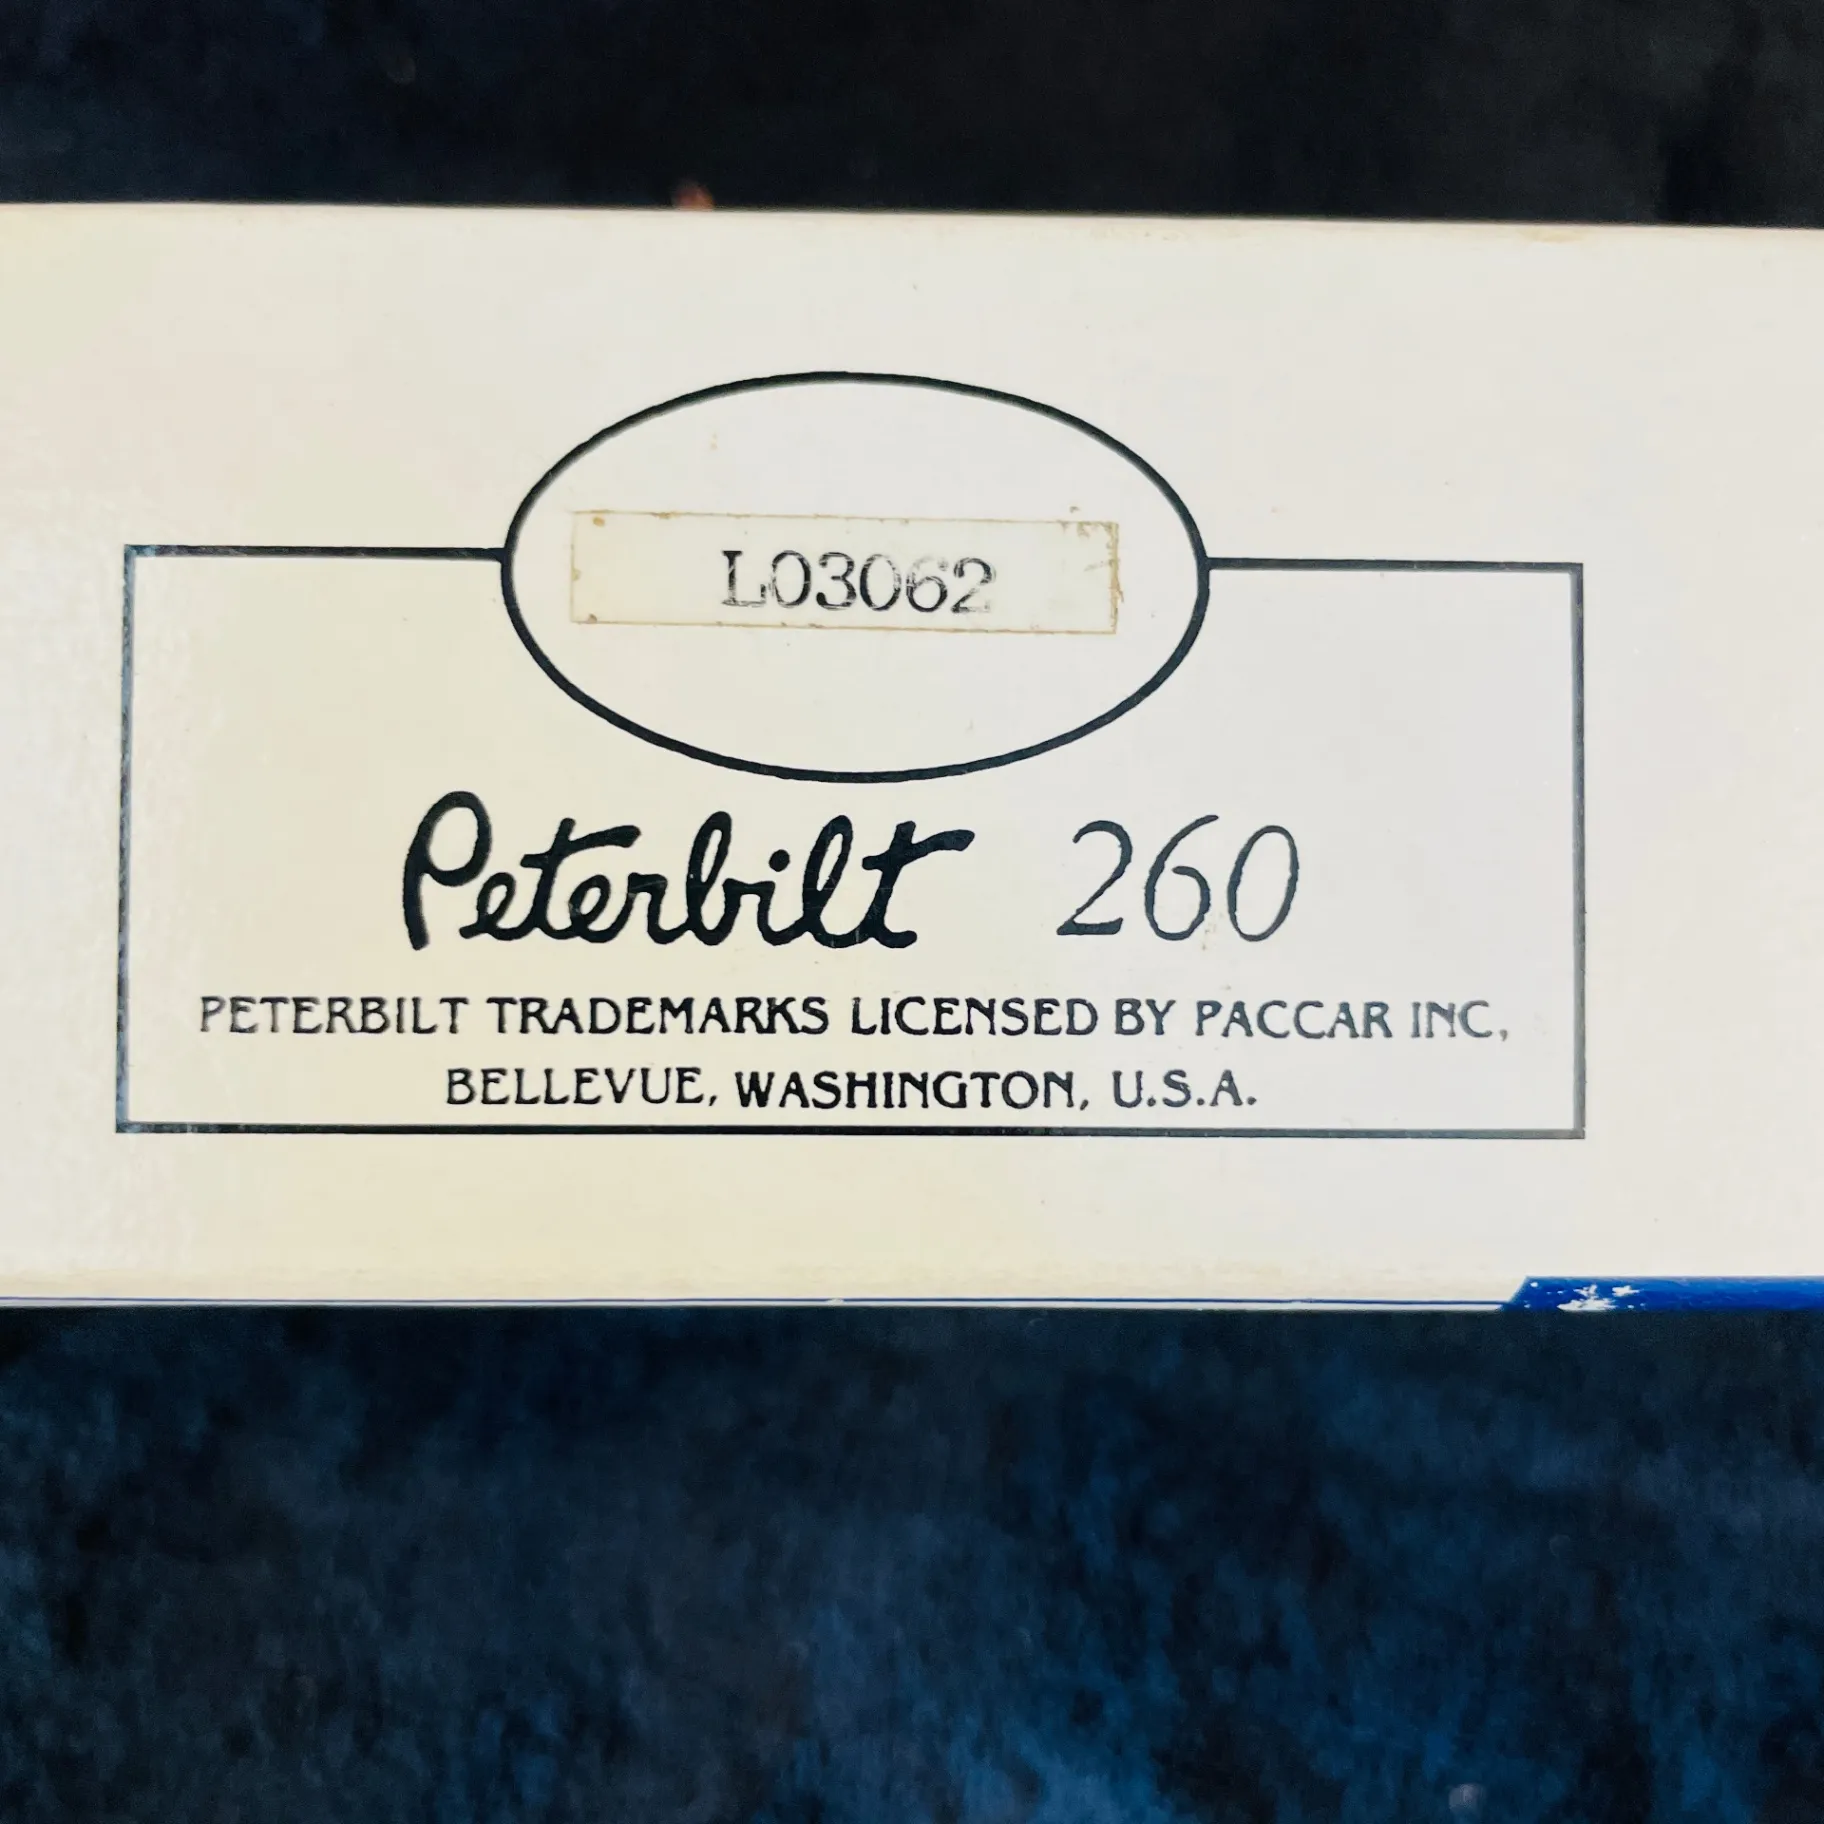 L03062
Peterbilt 260
PETERBILT TRADEMARKS LICENSED BY PACCAR INC,
BELLEVUE, WASHINGTON, U.S.A.